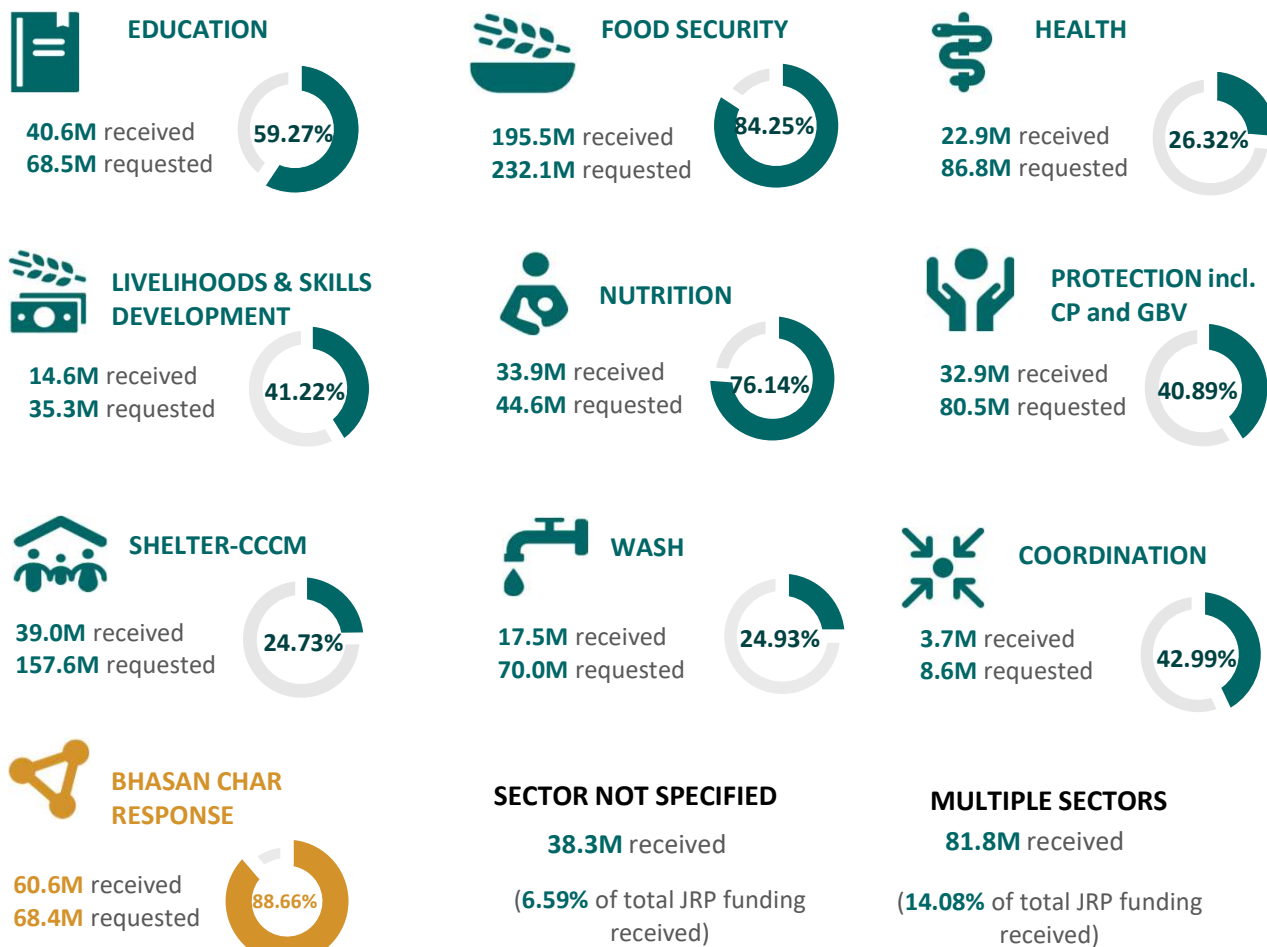 EDUCATION
40.6M received
68.5M requested
59.27%
FOOD SECURITY
195.5M received
232.1M requested
84.25%
HEALTH
22.9M received
86.8M requested
26.32%
LIVELIHOODS & SKILLS
DEVELOPMENT
14.6M received
35.3M requested
41.22%
NUTRITION
33.9M received
44.6M requested
76.14%
PROTECTION incl.
CP and GBV
32.9M received
80.5M requested
40.89%
SHELTER-CCCM
39.0M received
157.6M requested
24.73%
WASH
17.5M received
70.0M requested
24.93%
COORDINATION
3.7M received
8.6M requested
42.99%
BHASAN CHAR
RESPONSE
60.6M received
68.4M requested
88.66%
SECTOR NOT SPECIFIED
38.3M received
(6.59% of total JRP funding
received)
MULTIPLE SECTORS
81.8M received
(14.08% of total JRP funding
received)